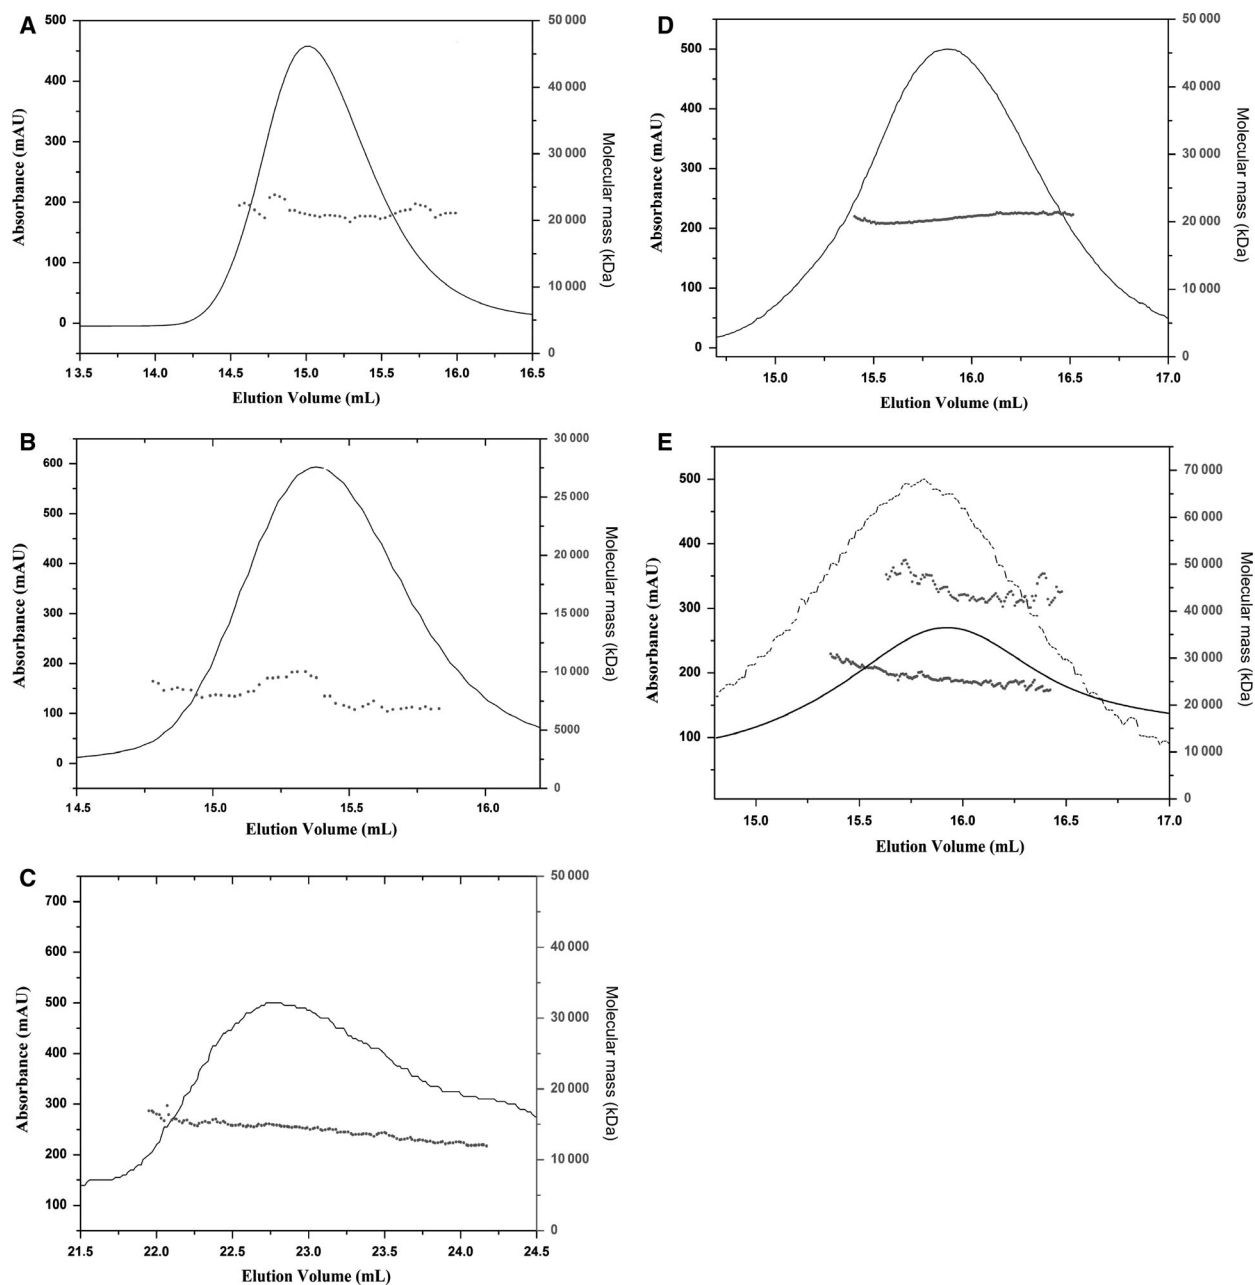 A
500
400
300
200
100
0
Absorbance (mAU)
50 000
40 000
30 000
20 000
10 000
0
Molecular mass (kDa)
13.5 14.0 14.5 15.0 15.5 16.0 16.5
Elution Volume (mL)
B
600
500
400
300
200
100
0
Absorbance (mAU)
30 000
25 000
20 000
15 000
10 000
5000
0
Molecular mass (kDa)
14.5 15.0 15.5 16.0
Elution Volume (mL)
C
700
600
500
400
300
200
100
Absorbance (mAU)
50 000
40 000
30 000
20 000
10 000
0
Molecular mass (kDa)
21.5 22.0 22.5 23.0 23.5 24.0 24.5
Elution Volume (mL)
D
500
400
300
200
100
0
Absorbance (mAU)
50 000
40 000
30 000
20 000
10 000
0
Molecular mass (kDa)
15.0 15.5 16.0 16.5 17.0
Elution Volume (mL)
E
500
400
300
200
100
Absorbance (mAU)
70 000
60 000
50 000
40 000
30 000
20 000
10 000
0
Molecular mass (kDa)
15.0 15.5 16.0 16.5 17.0
Elution Volume (mL)